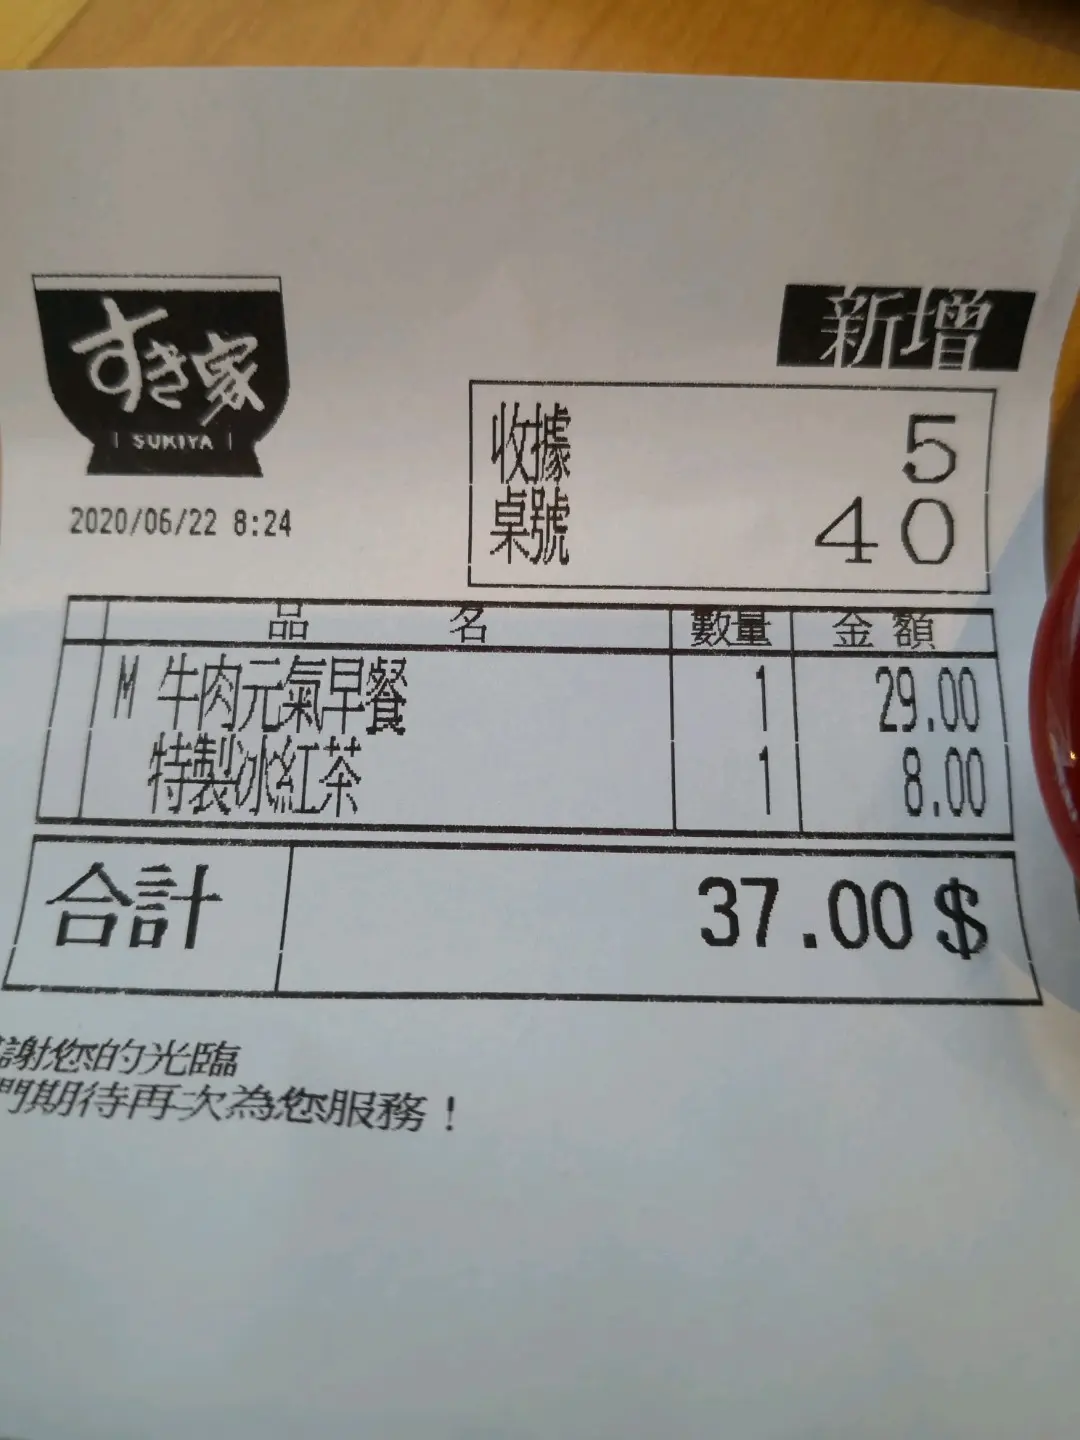 すき家
SUKIYA
新增
2020/06/22 8:24
收據 5
桌號 40
品名 數量 金額
M 牛肉元氣早餐 1 29.00
特製冰紅茶 1 8.00
合計 37.00$
謝您的光臨
門期待再次為您服務！